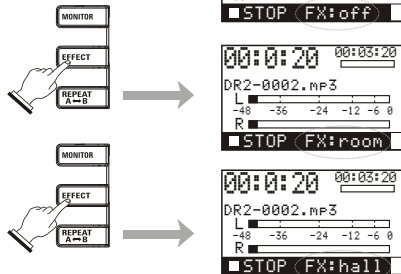 MONITOR
EFFECT
REPEAT
A↔B
STOP FX:off
00:0:20 00:03:20
DR2-0002.mp3
L
-48 -36 -24 -12 -6 0
R
STOP FX:room
MONITOR
EFFECT
REPEAT
A↔B
00:0:20 00:03:20
DR2-0002.mp3
L
-48 -36 -24 -12 -6 0
R
STOP FX:hall